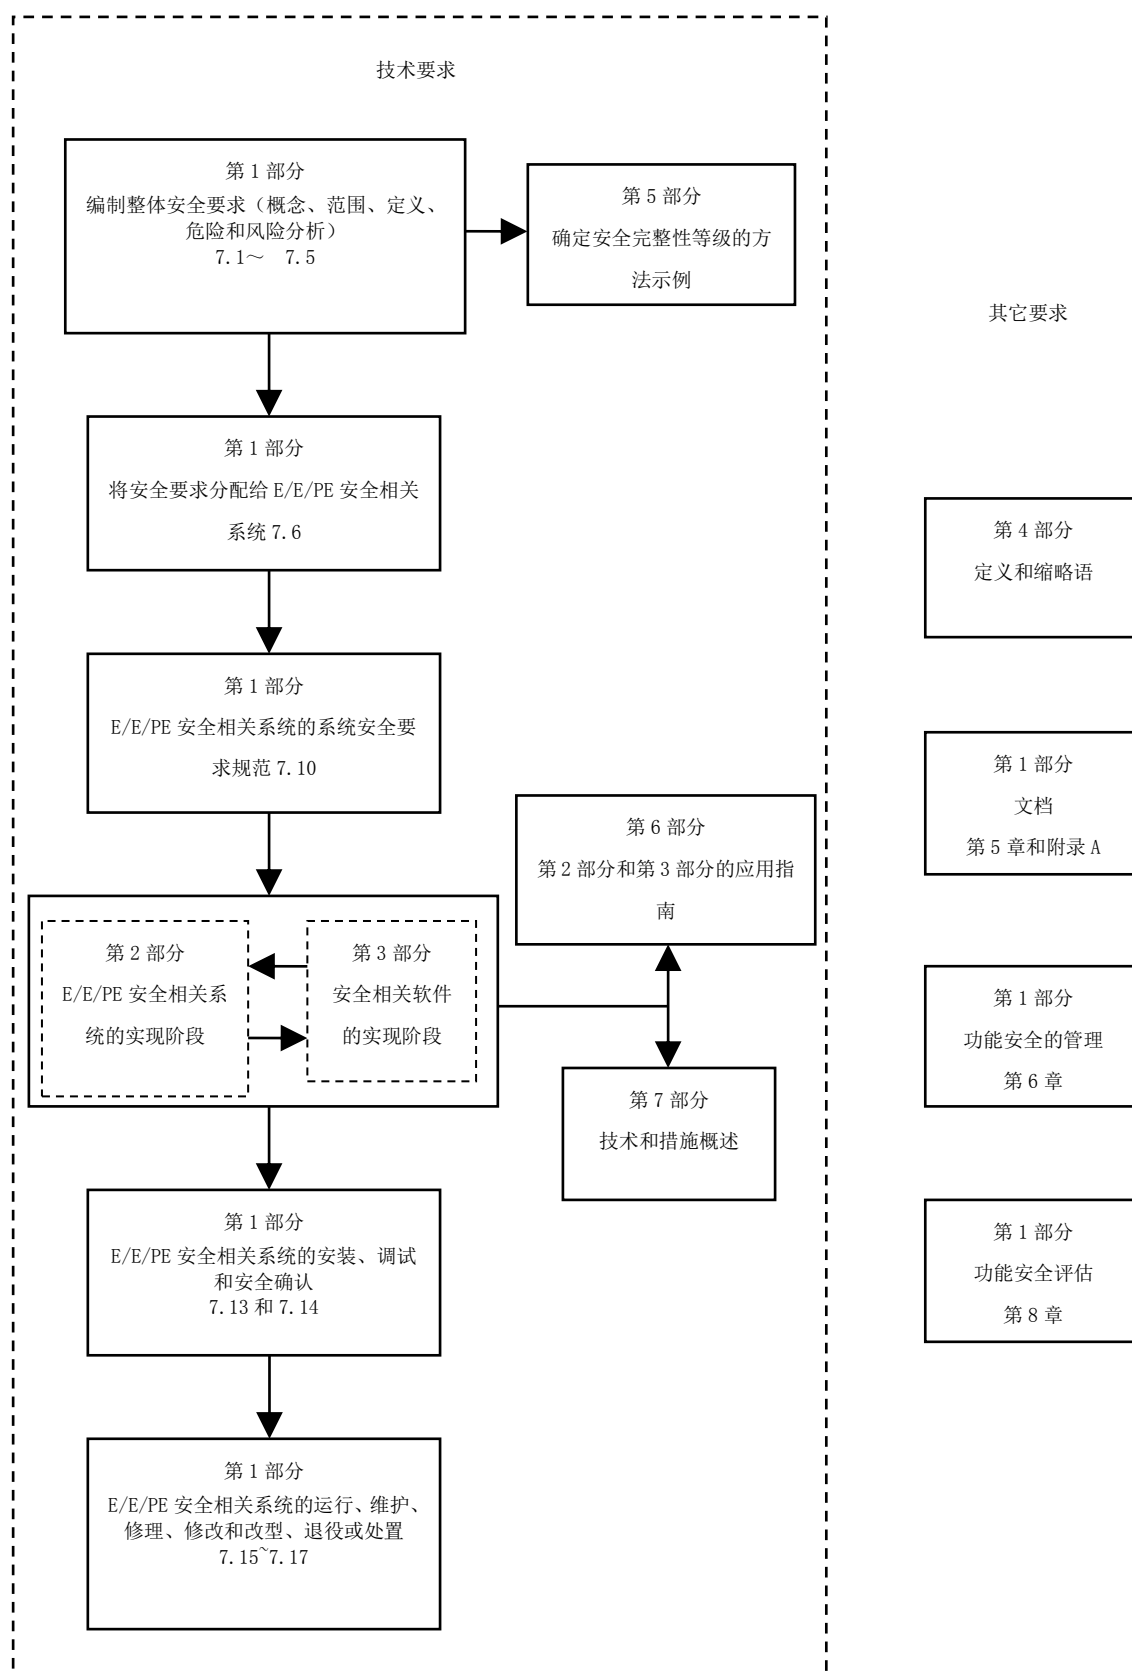 技术要求
第 1 部分
编制整体安全要求（概念、范围、定义、
危险和风险分析）
7.1～ 7.5
第 5 部分
确定安全完整性等级的方
法示例
其它要求
第 1 部分
将安全要求分配给 E/E/PE 安全相关
系统 7.6
第 4 部分
定义和缩略语
第 1 部分
E/E/PE 安全相关系统的系统安全要
求规范 7.10
第 1 部分
文档
第 5 章和附录 A
第 6 部分
第 2 部分和第 3 部分的应用指
南
第 2 部分
E/E/PE 安全相关系
统的实现阶段
第 3 部分
安全相关软件
的实现阶段
第 1 部分
功能安全的管理
第 6 章
第 7 部分
技术和措施概述
第 1 部分
E/E/PE 安全相关系统的安装、调试
和安全确认
7.13 和 7.14
第 1 部分
功能安全评估
第 8 章
第 1 部分
E/E/PE 安全相关系统的运行、维护、
修理、修改和改型、退役或处置
7.15~7.17